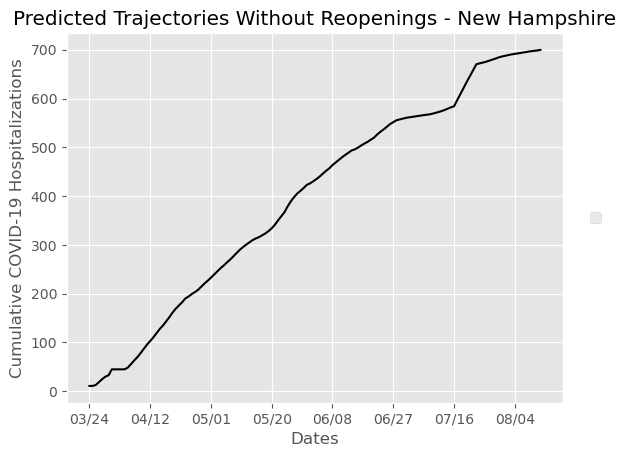 Predicted Trajectories Without Reopenings - New Hampshire
700
600
500
400
300
200
100
0
Cumulative COVID-19 Hospitalizations
03/24 04/12 05/01 05/20 06/08 06/27 07/16 08/04
Dates